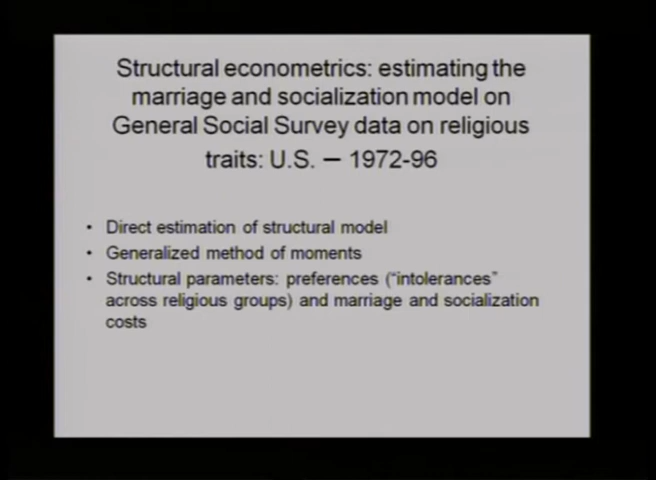 Structural econometrics: estimating the
marriage and socialization model on
General Social Survey data on religious
traits: U.S. – 1972-96
• Direct estimation of structural model
• Generalized method of moments
• Structural parameters: preferences ("intolerances"
across religious groups) and marriage and socialization
costs